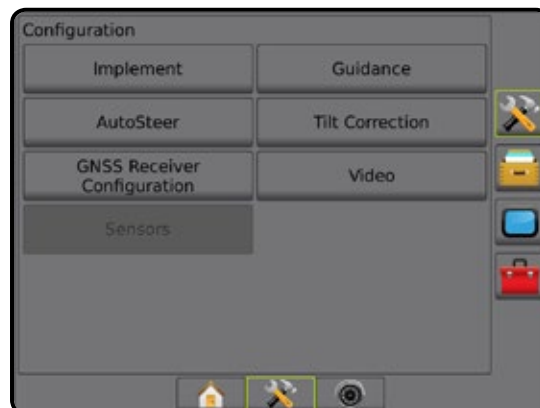 Configuration
Implement
Guidance
AutoSteer
Tilt Correction
GNSS Receiver
Configuration
Video
Sensors